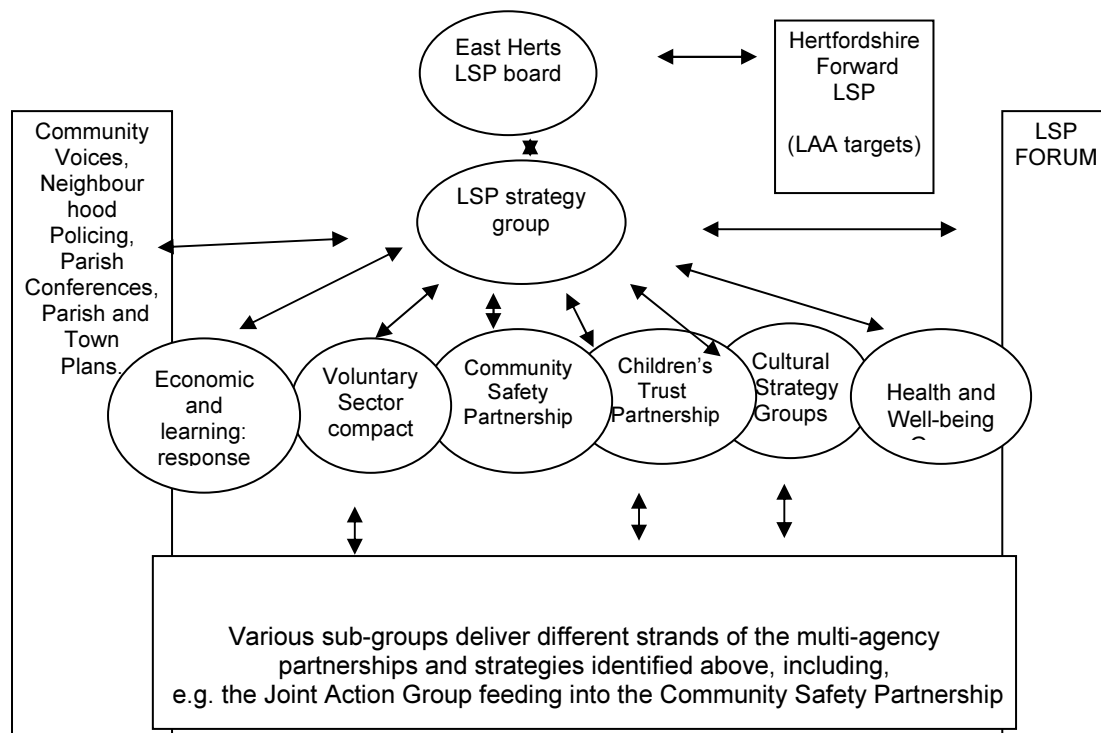 East Herts
LSP board
Hertfordshire
Forward
LSP
(LAA targets)
Community
Voices,
Neighbour
hood
Policing,
Parish
Conferences,
Parish and
Town
Plans.
LSP
FORUM
LSP strategy
group
Economic
and
learning:
response
Voluntary
Sector
compact
Community
Safety
Partnership
Children’s
Trust
Partnership
Cultural
Strategy
Groups
Health and
Well-being
Various sub-groups deliver different strands of the multi-agency
partnerships and strategies identified above, including,
e.g. the Joint Action Group feeding into the Community Safety Partnership